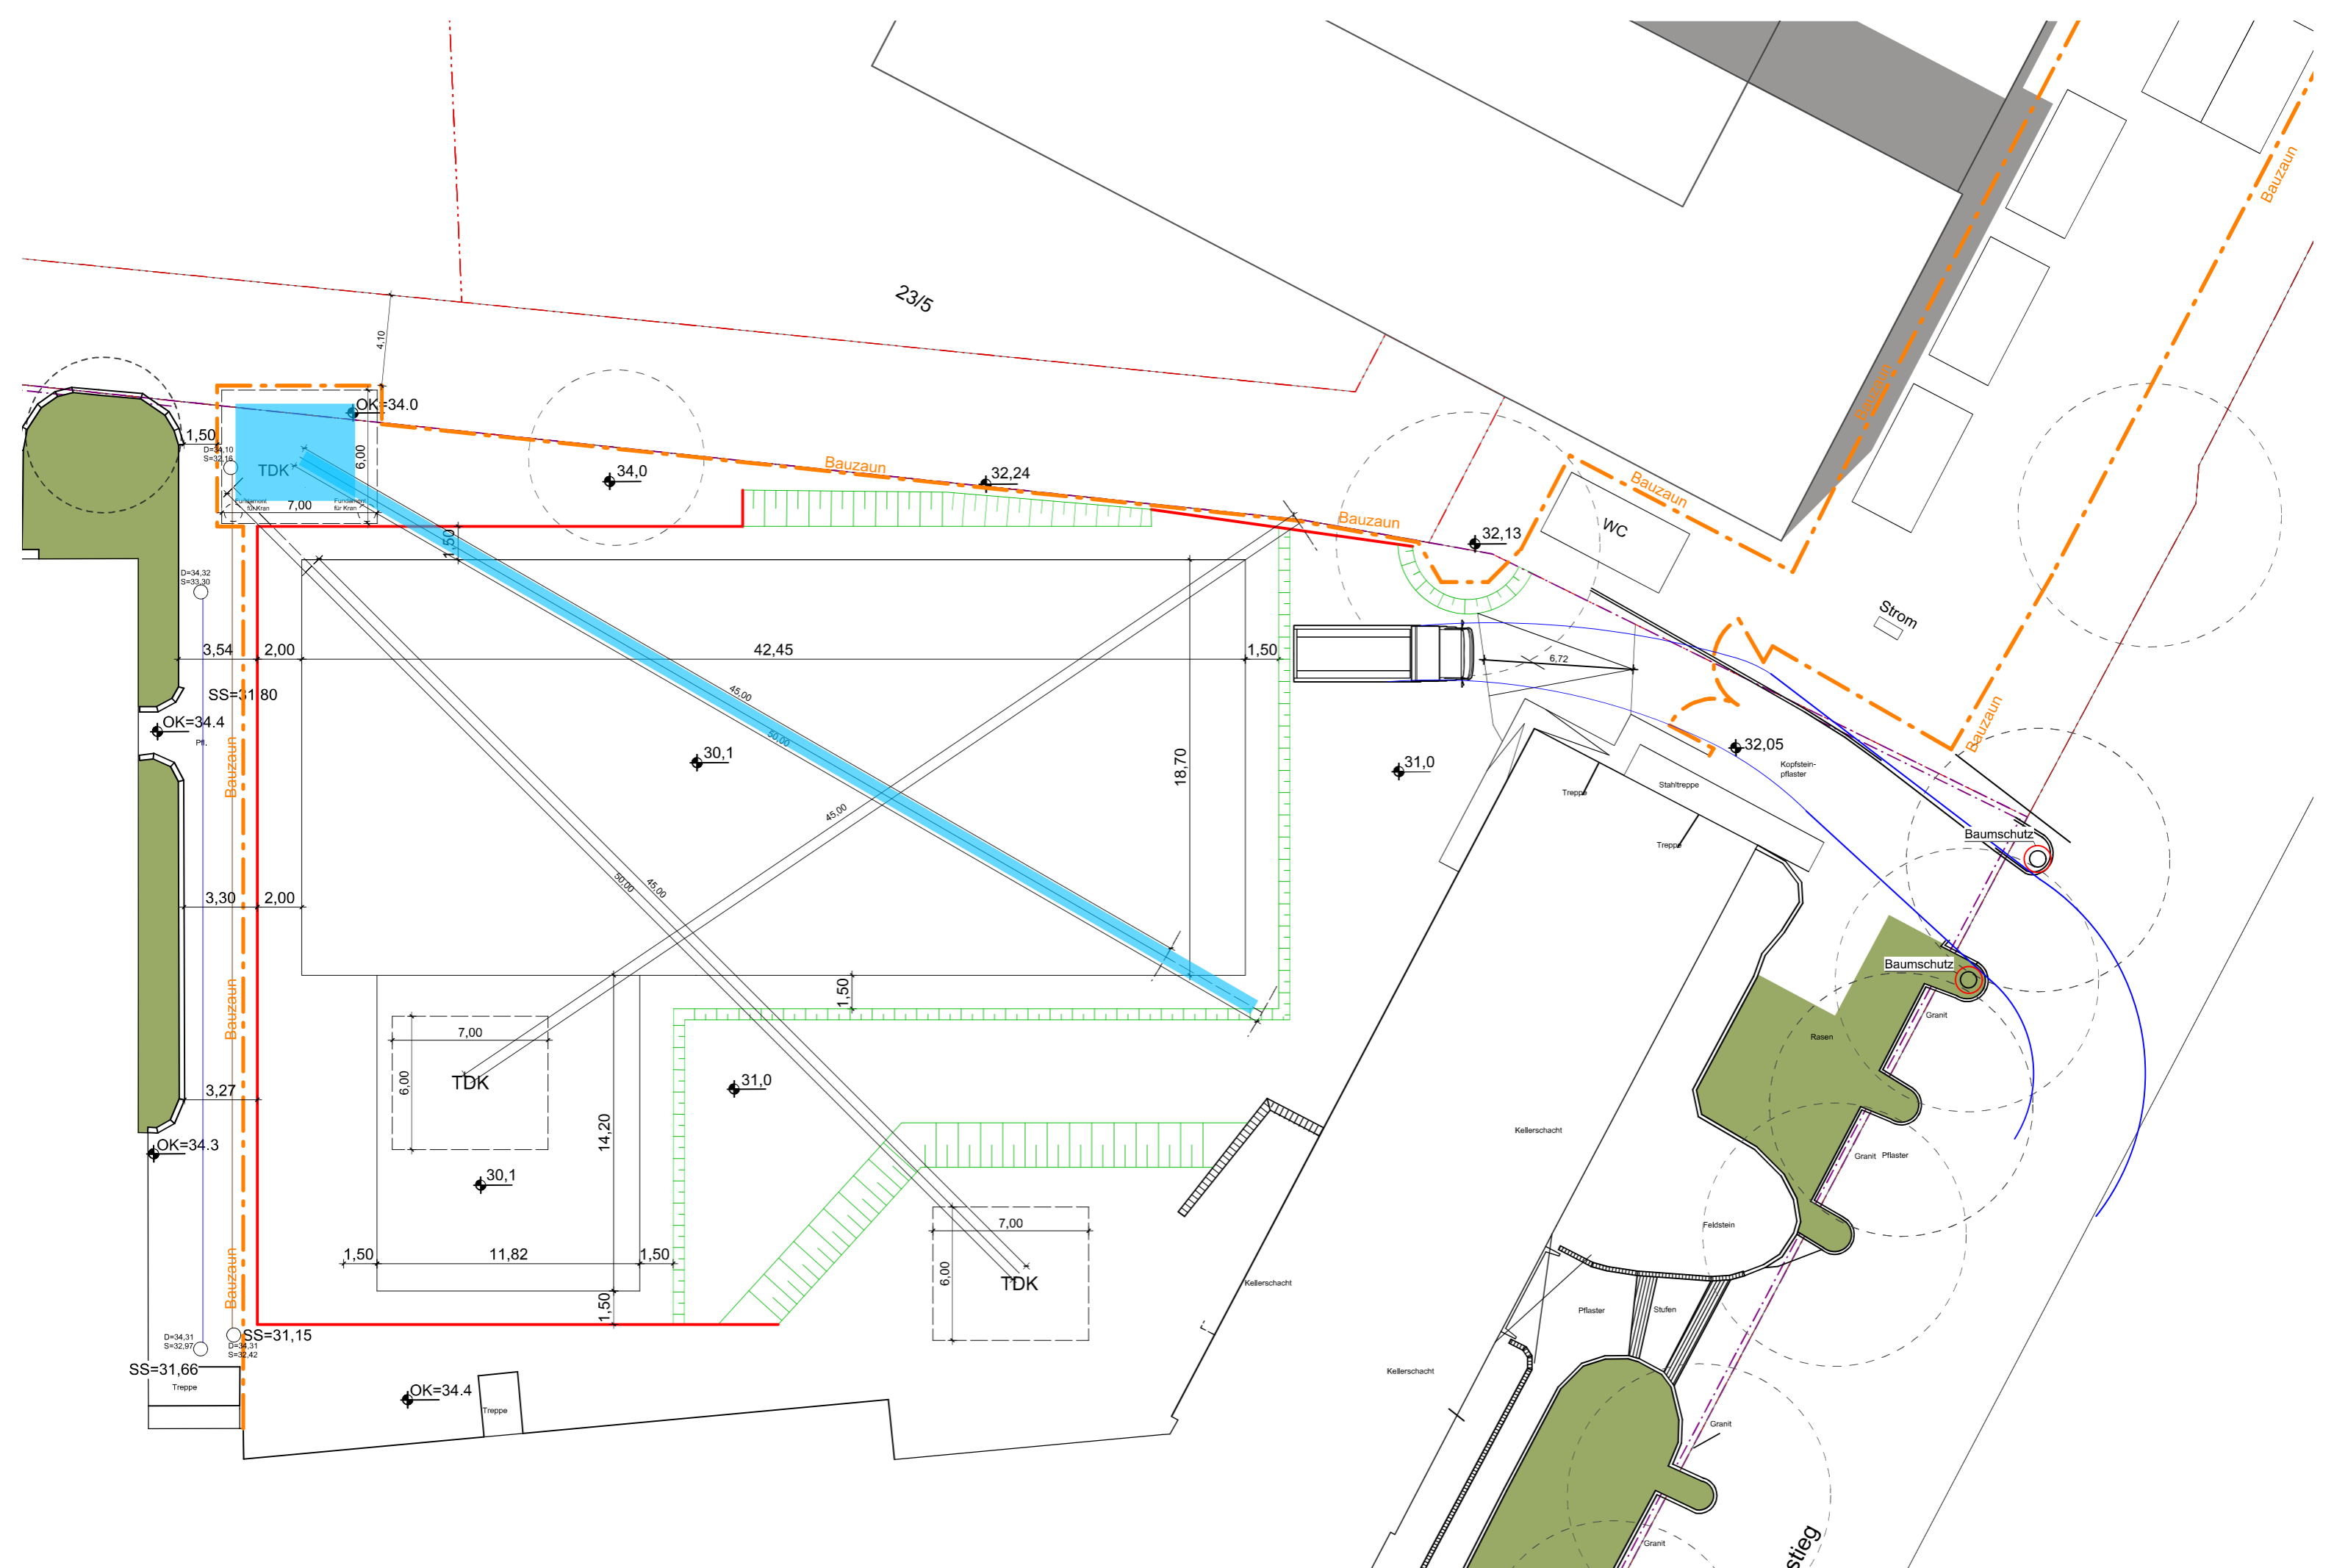 23/5
4,10
OK=34.0
1,50
D=34,10
S=32,16
TDK
6,00
Fundament
für Kran
7,00
Fundament
für Kran
34,0
Bauzaun
32,24
Bauzaun
Bauzaun
Bauzaun
Bauzaun
WC
32,13
Strom
1,50
D=34,32
S=33,30
3,54
2,00
42,45
1,50
6,72
SS=31,80
OK=34.4
Pfl.
45,00
50,00
Bauzaun
30,1
18,70
31,0
32,05
Bauzaun
Kopfstein-
pflaster
Treppe
Stahltreppe
Treppe
45,00
Baumschutz
50,00
45,00
3,30
2,00
Baumschutz
Bauzaun
1,50
Granit
Rasen
7,00
6,00
TDK
31,0
3,27
OK=34.3
14,20
Kellerschacht
Granit
Pflaster
30,1
7,00
6,00
TDK
Feldstein
Bauzaun
1,50
11,82
1,50
1,50
Kellerschacht
Pflaster
Stufen
D=34,31
S=32,97
SS=31,15
D=34,31
S=32,42
SS=31,66
Treppe
Kellerschacht
OK=34.4
Treppe
Granit
Granit
stieg